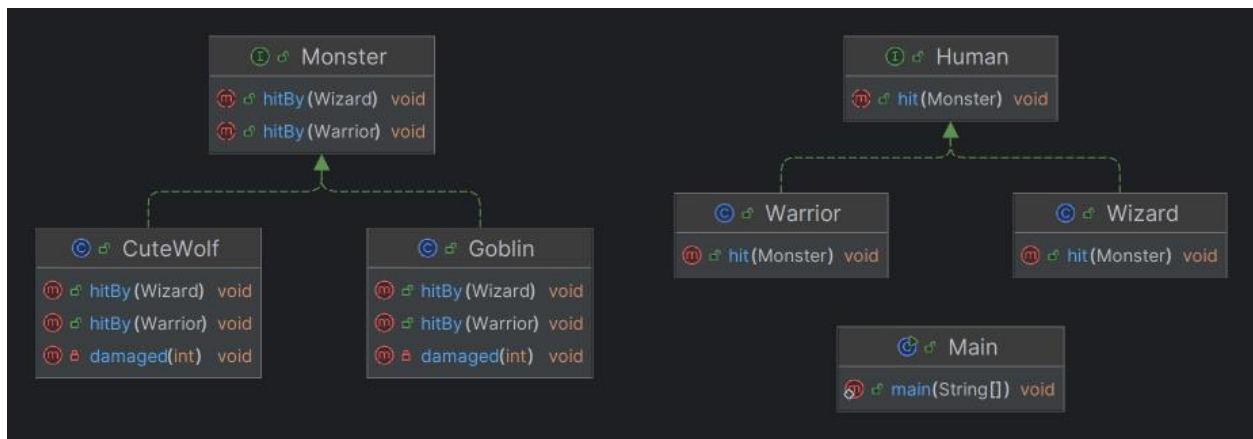 Monster
hitBy(Wizard) void
hitBy(Warrior) void
Human
hit(Monster) void
CuteWolf
hitBy(Wizard) void
hitBy(Warrior) void
damaged(int) void
Goblin
hitBy(Wizard) void
hitBy(Warrior) void
damaged(int) void
Warrior
hit(Monster) void
Wizard
hit(Monster) void
Main
main(String[]) void